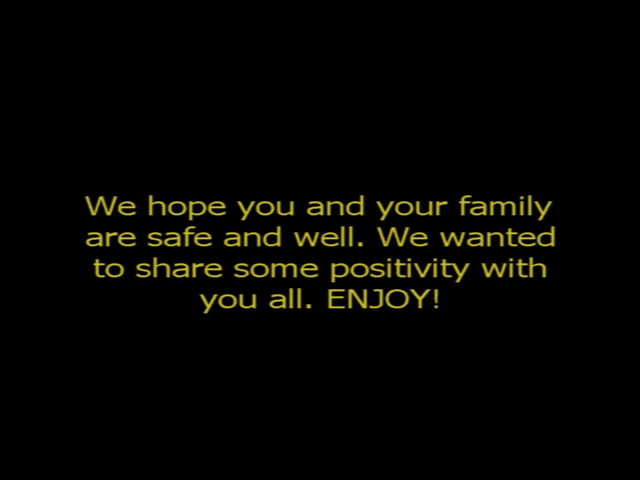 We hope you and your family
are safe and well. We wanted
to share some positivity with
you all. ENJOY!